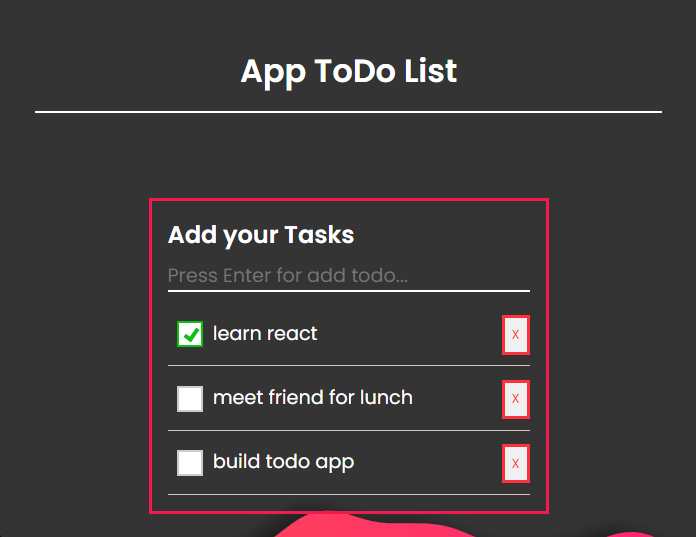 App ToDo List
Add your Tasks
Press Enter for add todo...
learn react
X
meet friend for lunch
X
build todo app
X